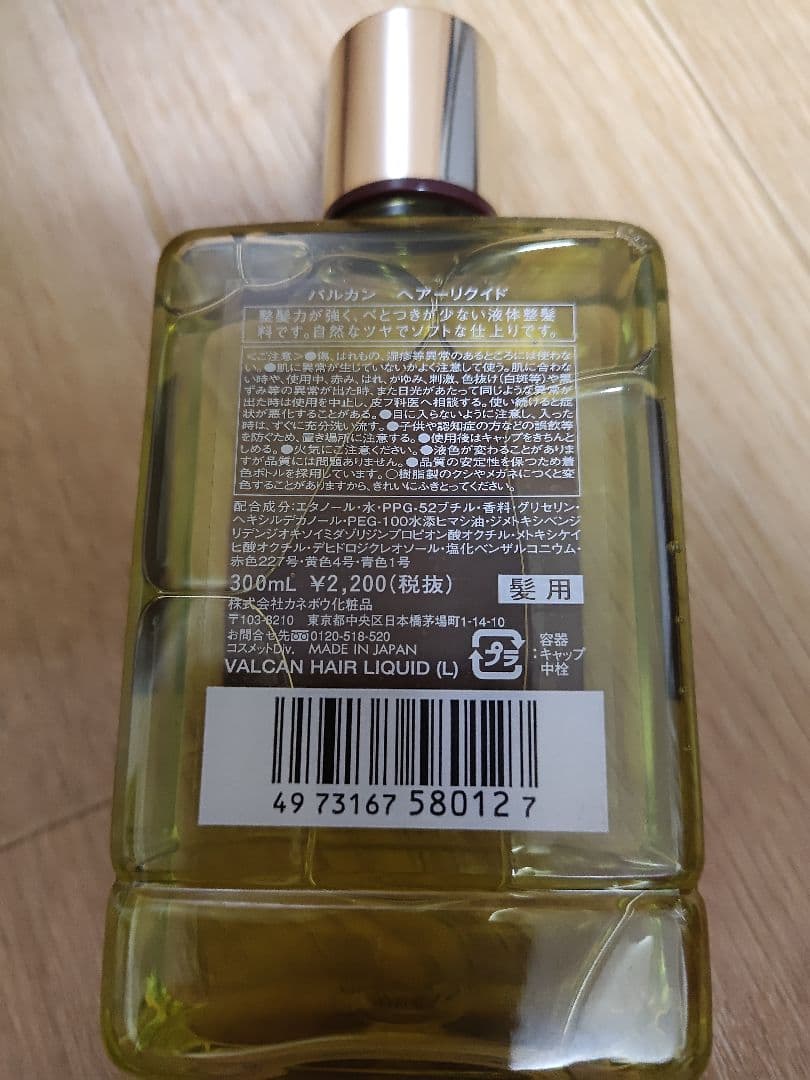 バルカン ヘアーリクイド
整髪力が強く、べとつきが少ない液体整髪
料です。自然なツヤでソフトな仕上りです。
<ご注意>●傷、はれもの、湿疹等異常のあるところには使わな
い。●肌に異常が生じていないかよく注意して使う。肌に合わな
い時や、使用中、赤み、はれ、かゆみ、刺激、色抜け(白斑等)や黒
ずみ等の異常が出た時、また日光があたって同じような異常が
出た時は使用を中止し、皮フ科医へ相談する。使い続けると症
状が悪化することがある。●目に入らないように注意し、入った
時は、すぐに充分洗い流す。●子供や認知症の方などの誤飲等
を防ぐため、置き場所に注意する。●使用後はキャップをきちんと
しめる。●火気にご注意ください。●液色が変わることがありま
すが品質には問題ありません。●品質の安定性を保つため着
色ボトルを採用しています。○樹脂製のクシやメガネにつくと変
色することがありますから、きれいにふきとってください。
配合成分:エタノール・水・PPG-52ブチル・香料・グリセリン・
ヘキシルデカノール・PEG-100水添ヒマシ油・ジメトキシベンジ
リデンジオキソイミダゾリジンプロピオン酸オクチル・メトキシケイ
ヒ酸オクチル・デヒドロジクレオソール・塩化ベンザルコニウム・
赤色227号・黄色4号・青色1号
300mL ¥2,200(税抜) 髪用
株式会社カネボウ化粧品
〒103-8210 東京都中央区日本橋茅場町1-14-10
お問合せ先 0120-518-520
コスメットDiv. MADE IN JAPAN
VALCAN HAIR LIQUID (L)
プラ
容器
:キャップ
中栓
49 73167 58012 7